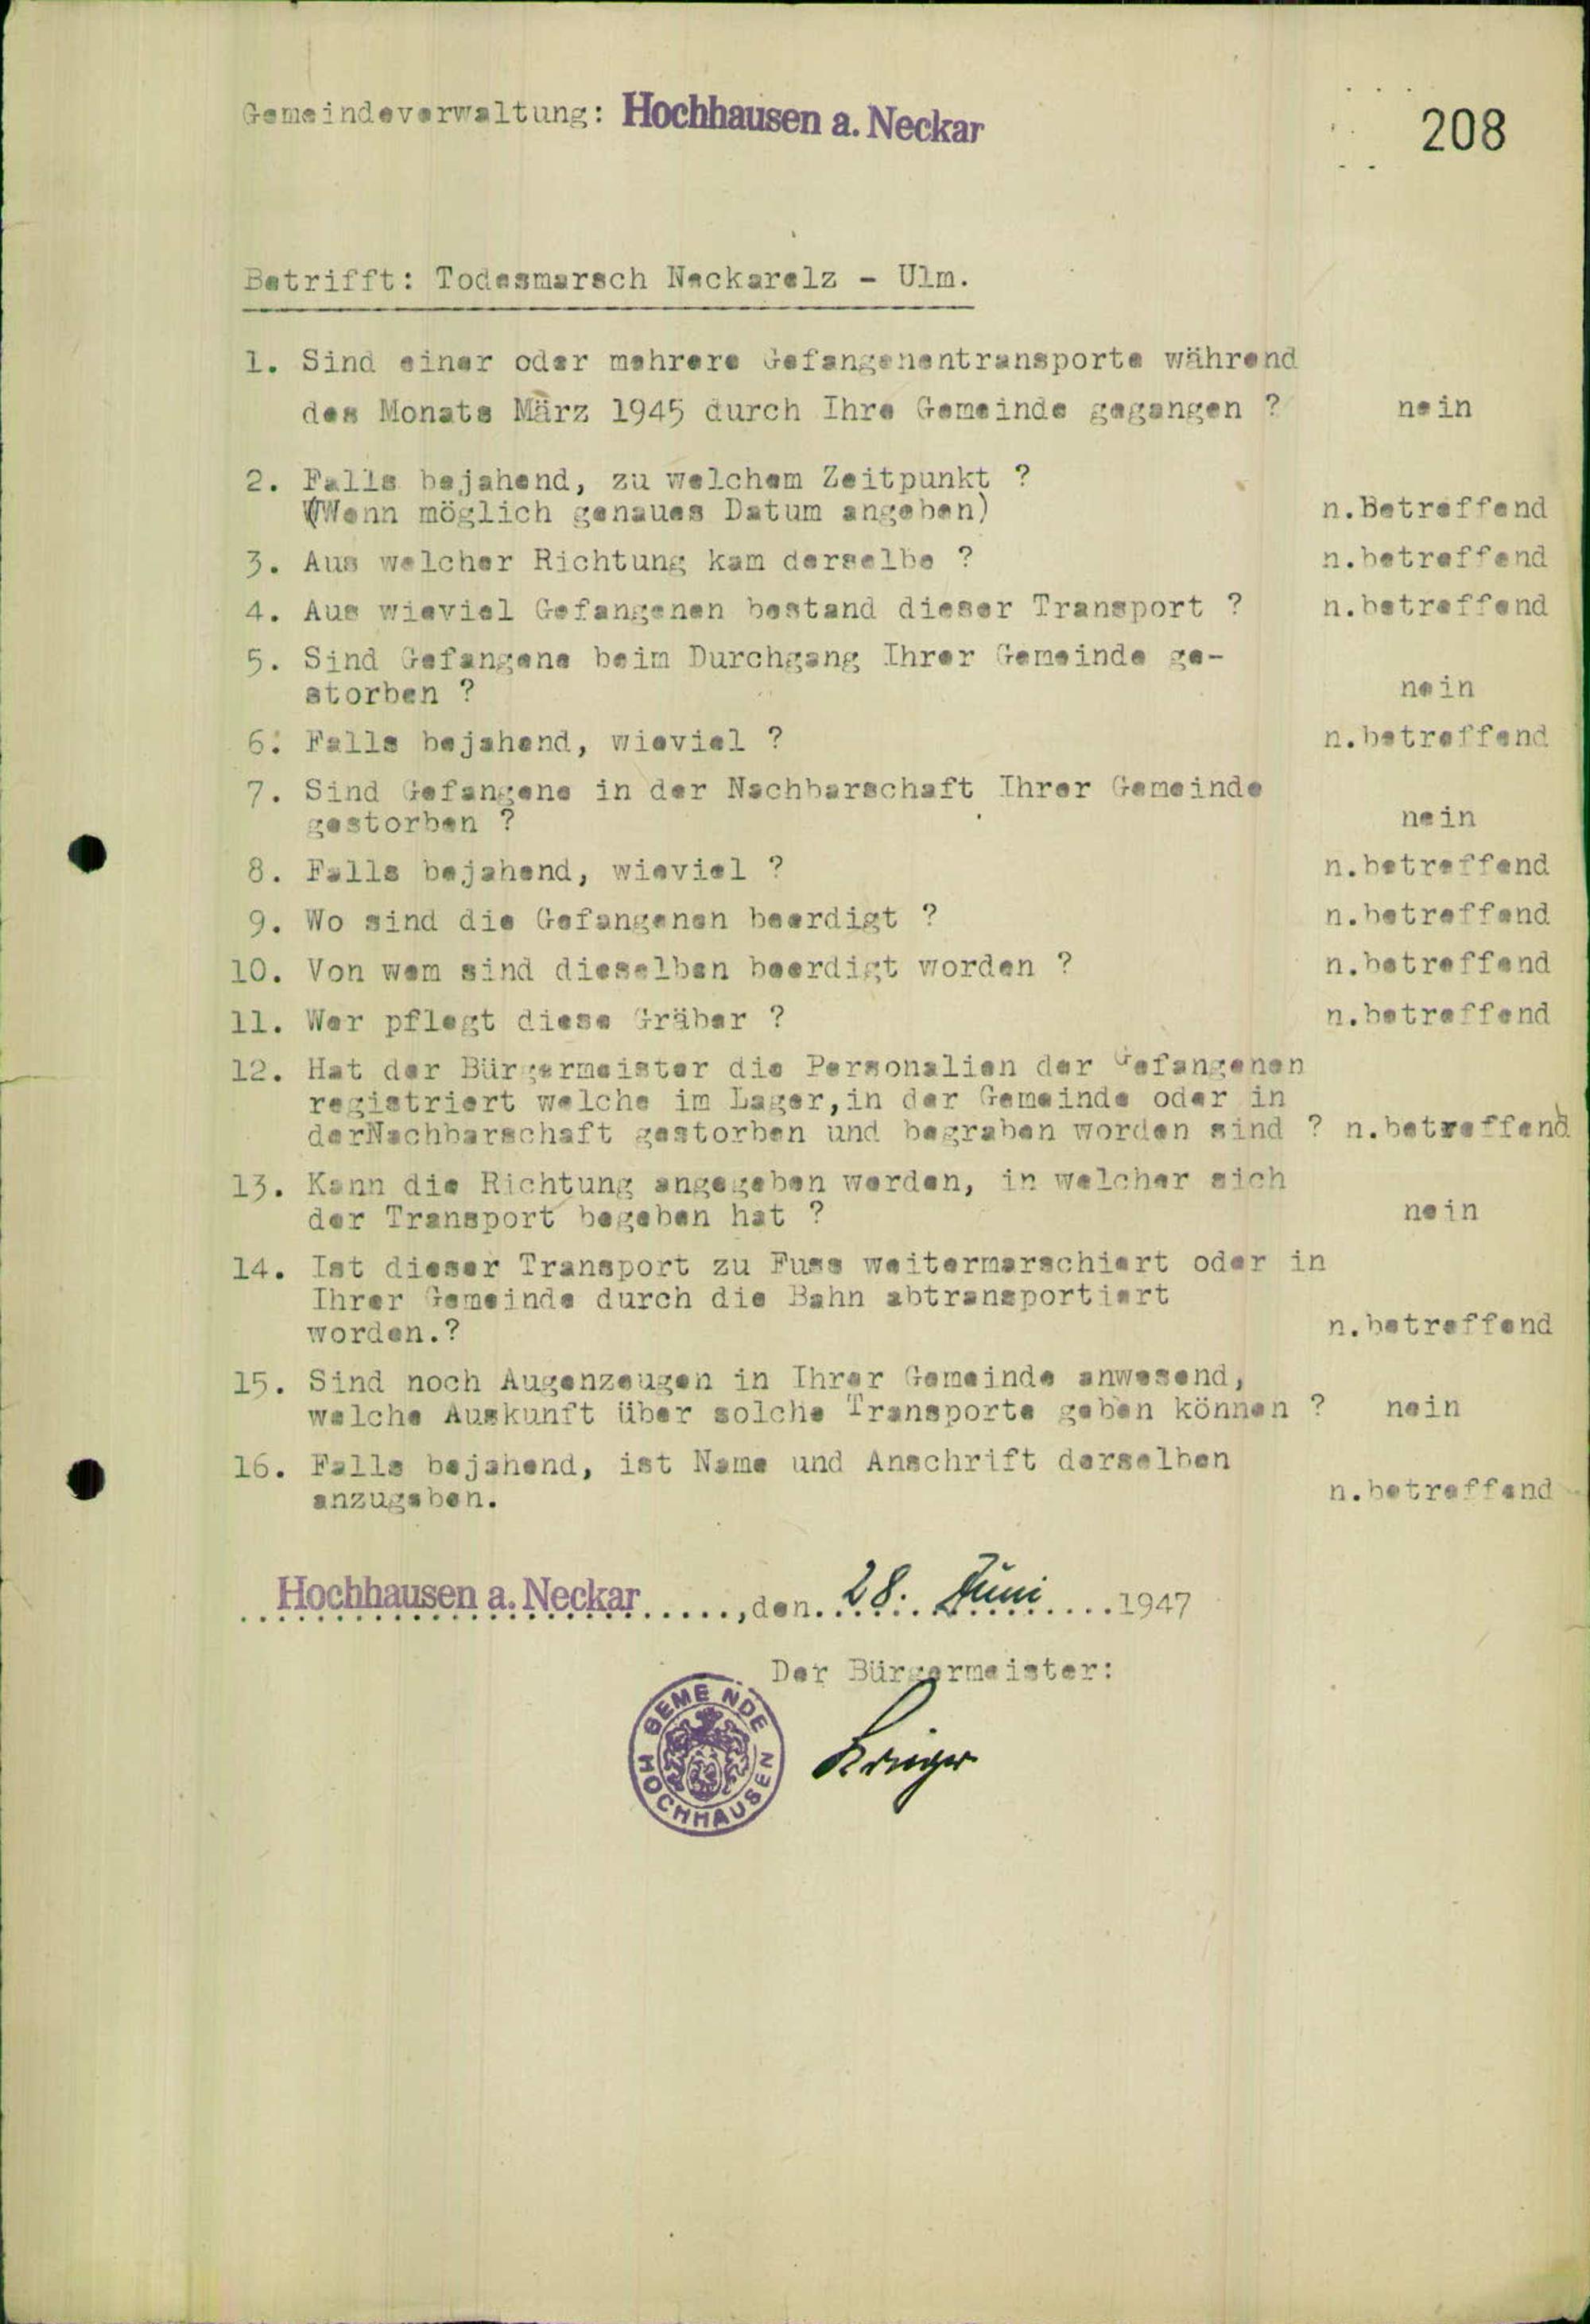 Gemeindeverwaltung: Hochhausen a. Neckar
208
Betrifft: Todesmarsch Neckarelz - Ulm.
1. Sind einer oder mehrere Gefangenentransporte während
des Monats März 1945 durch Ihre Gemeinde gegangen ? nein
2. Falls bejahend, zu welchem Zeitpunkt ?
(Wenn möglich genaues Datum angeben) n.Betreffend
3. Aus welcher Richtung kam derselbe ? n.betreffend
4. Aus wieviel Gefangenen bestand dieser Transport ? n.betreffend
5. Sind Gefangene beim Durchgang Ihrer Gemeinde ge-
storben ? nein
6. Falls bejahend, wieviel ? n.betreffend
7. Sind Gefangene in der Nachbarschaft Ihrer Gemeinde
gestorben ? nein
8. Falls bejahend, wieviel ? n.betreffend
9. Wo sind die Gefangenen beerdigt ? n.betreffend
10. Von wem sind dieselben beerdigt worden ? n.betreffend
11. Wer pflegt diese Gräber ? n.betreffend
12. Hat der Bürgermeister die Personalien der Gefangenen
registriert welche im Lager,in der Gemeinde oder in
derNachbarschaft gestorben und begraben worden sind ? n.betreffend
13. Kann die Richtung angegeben werden, in welcher sich
der Transport begeben hat ? nein
14. Ist dieser Transport zu Fuss weitermarschiert oder in
Ihrer Gemeinde durch die Bahn abtransportiert
worden.? n.betreffend
15. Sind noch Augenzeugen in Ihrer Gemeinde anwesend,
welche Auskunft über solche Transporte geben können ? nein
16. Falls bejahend, ist Name und Anschrift derselben
anzugeben. n.betreffend
Hochhausen a. Neckar, den. 28. Juni 1947
Der Bürgermeister:
GEMEINDE HOCHHAUSEN
Krieger